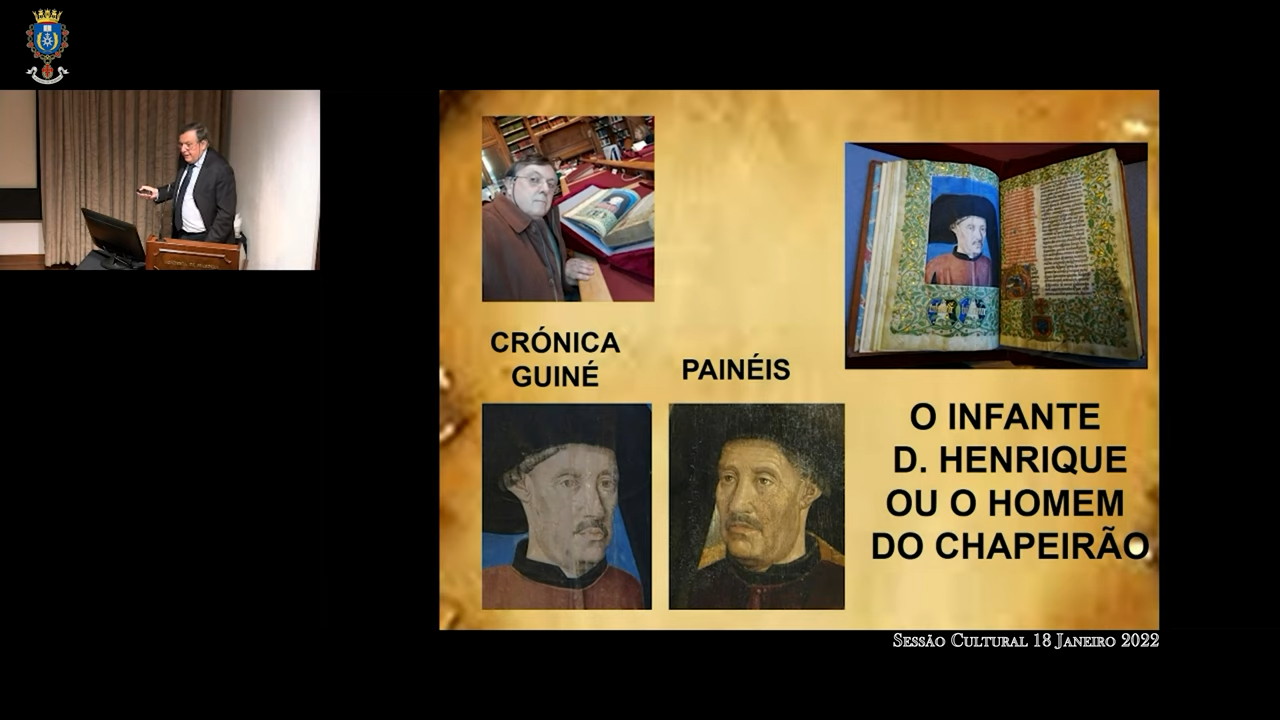 CRÓNICA
GUINÉ
PAINÉIS
O INFANTE
D. HENRIQUE
OU O HOMEM
DO CHAPEIRÃO
SESSÃO CULTURAL 18 JANEIRO 2022